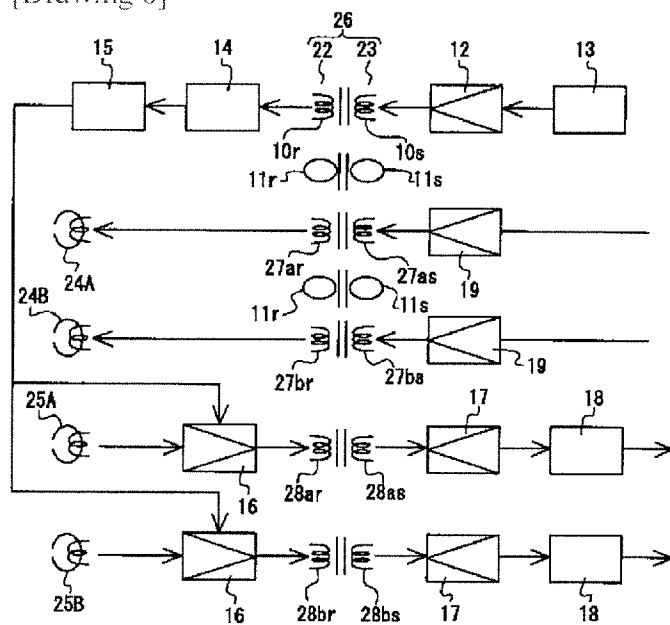 [Drawing 6]
26
15 14 22 23 12 13
10r 10s
11r 11s
24A 27ar 27as 19
24B 11r 11s
27br 27bs 19
25A 17 18
16 28ar 28as
25B 16 28br 28bs 17 18